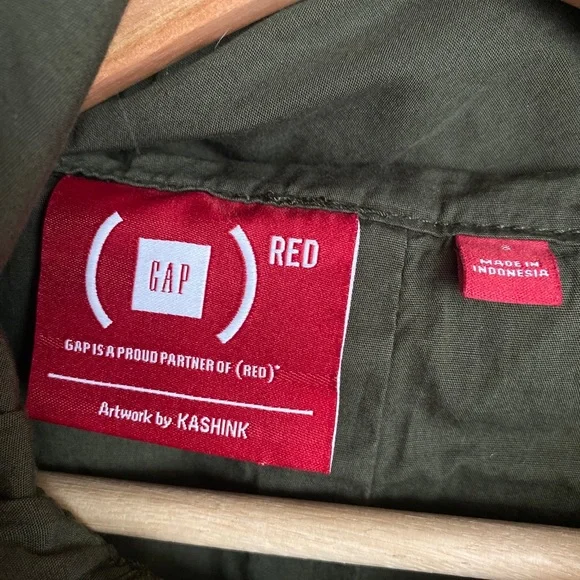 (GAP) RED
GAP IS A PROUD PARTNER OF (RED)*
Artwork by KASHINK
S
MADE IN
INDONESIA